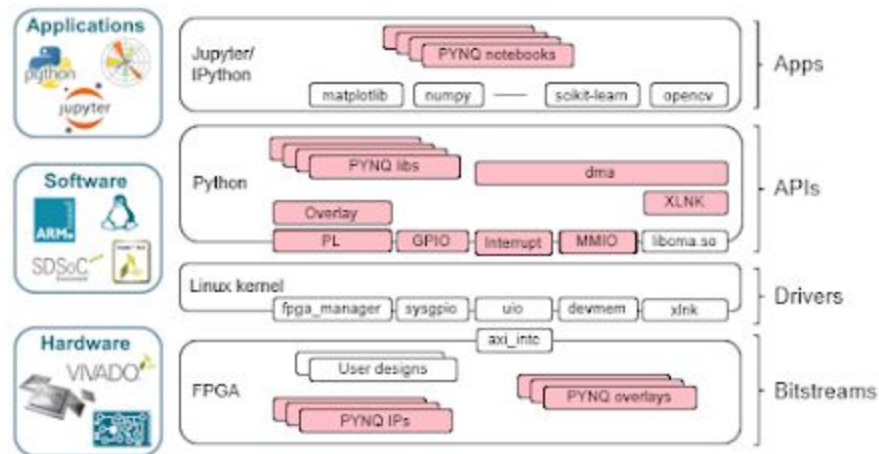 Applications
python
jupyter
Software
ARM
SDSoC
Hardware
VIVADO
Jupyter/
IPython
PYNQ notebooks
matplotlib
numpy
scikit-learn
opencv
Apps
Python
PYNQ libs
dma
XLNK
Overlay
PL
GPIO
Interrupt
MMIO
liboma.so
APIs
Linux kernel
fpga_manager
sysgpio
uio
devmem
xlnk
Drivers
axi_intc
FPGA
User designs
PYNQ IPs
PYNQ overlays
Bitstreams